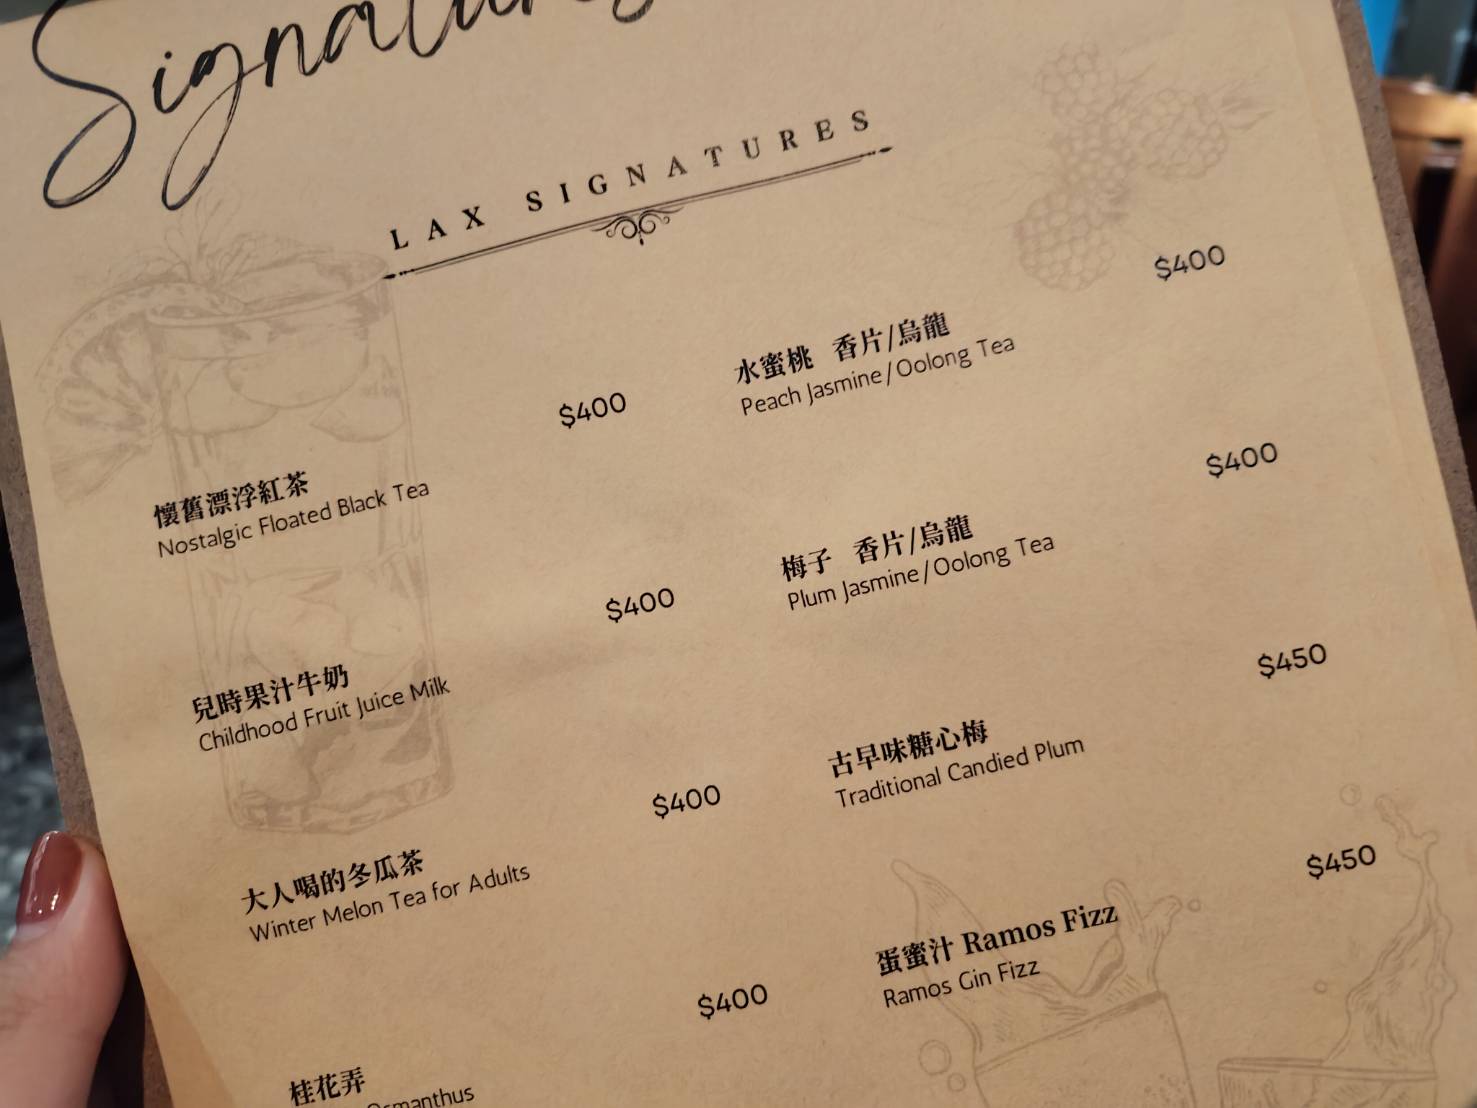 Signatures
LAX SIGNATURES
懷舊漂浮紅茶 $400
Nostalgic Floated Black Tea
兒時果汁牛奶 $400
Childhood Fruit Juice Milk
大人喝的冬瓜茶 $400
Winter Melon Tea for Adults
桂花弄 $400
Osmanthus
水蜜桃 香片/烏龍 $400
Peach Jasmine/Oolong Tea
梅子 香片/烏龍 $400
Plum Jasmine/Oolong Tea
古早味糖心梅 $450
Traditional Candied Plum
蛋蜜汁 Ramos Fizz $450
Ramos Gin Fizz